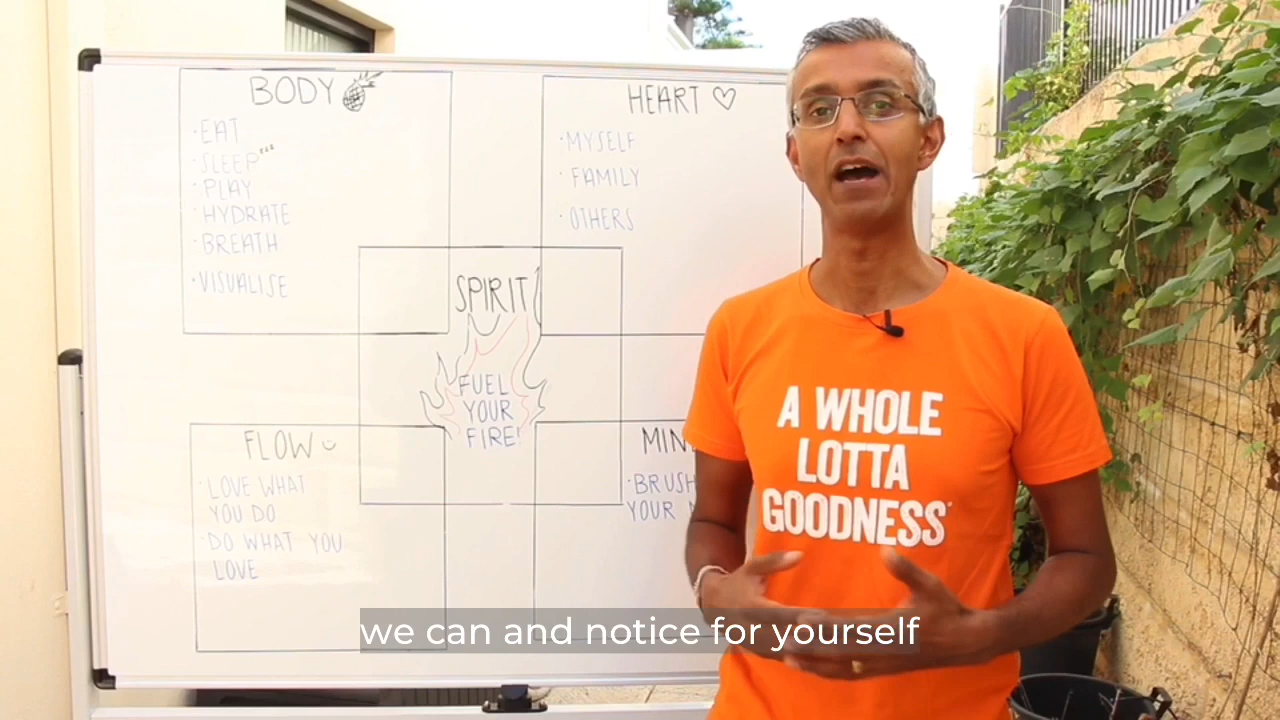 BODY
· EAT
· SLEEP
· PLAY
· HYDRATE
· BREATH
· VISUALISE
HEART
· MYSELF
· FAMILY
· OTHERS
SPIRIT
FUEL
YOUR
FIRE!
FLOW
· LOVE WHAT
YOU DO
· DO WHAT YOU
LOVE
MIN
· BRUSH
YOUR
A WHOLE
LOTTA
GOODNESS
we can and notice for yourself